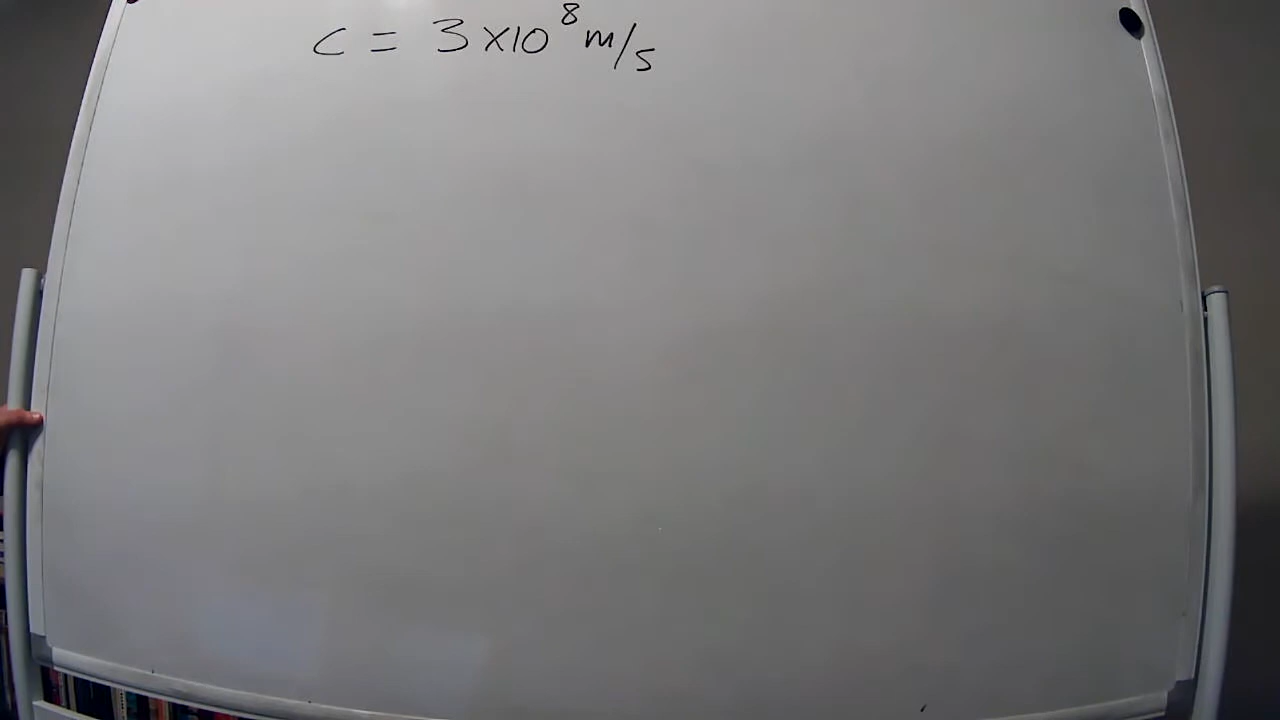 c = 3 x10⁸ m/s